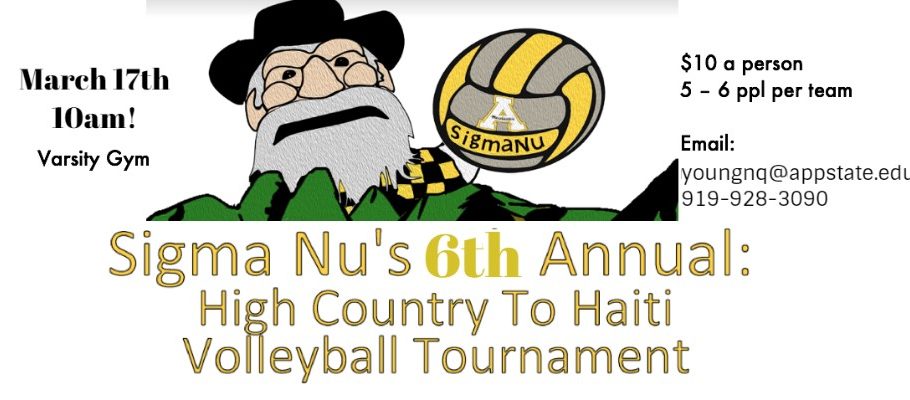 March 17th
10am!
Varsity Gym
A
SigmaNu
$10 a person
5 – 6 ppl per team
Email:
youngnq@appstate.edu
919-928-3090
Sigma Nu's 6th Annual:
High Country To Haiti
Volleyball Tournament